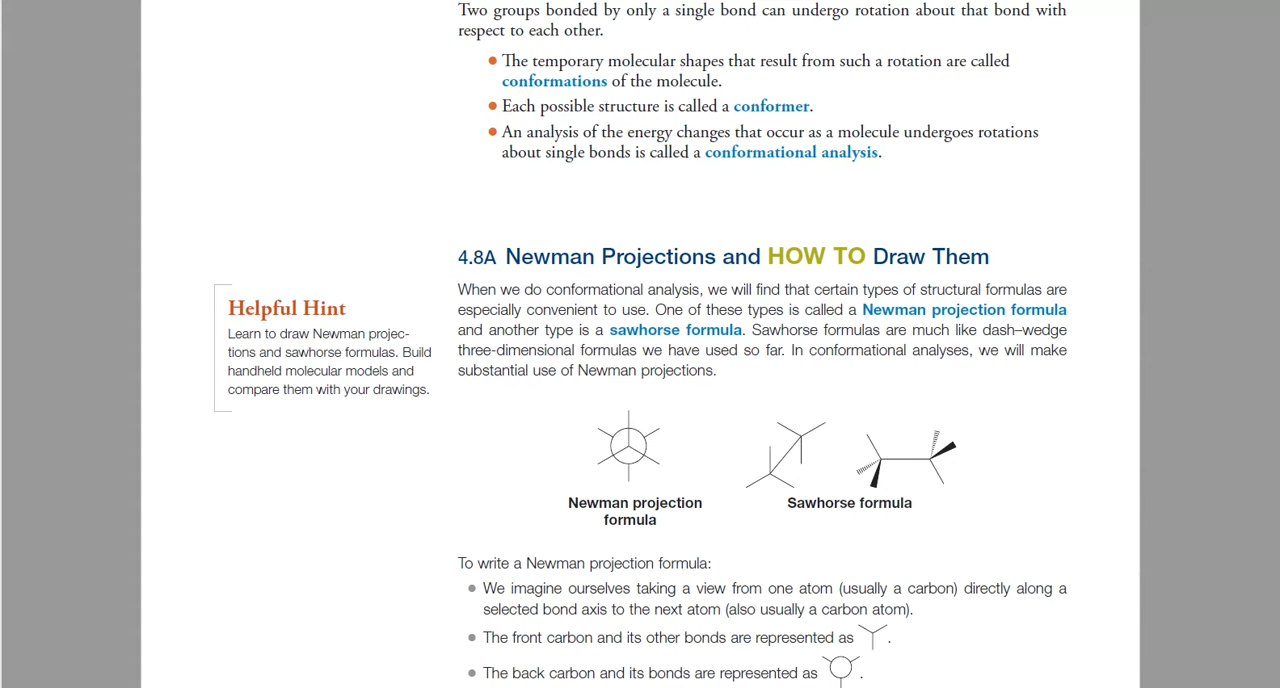 Two groups bonded by only a single bond can undergo rotation about that bond with
respect to each other.
• The temporary molecular shapes that result from such a rotation are called
conformations of the molecule.
• Each possible structure is called a conformer.
• An analysis of the energy changes that occur as a molecule undergoes rotations
about single bonds is called a conformational analysis.
4.8A Newman Projections and HOW TO Draw Them
When we do conformational analysis, we will find that certain types of structural formulas are
especially convenient to use. One of these types is called a Newman projection formula
and another type is a sawhorse formula. Sawhorse formulas are much like dash–wedge
three-dimensional formulas we have used so far. In conformational analyses, we will make
substantial use of Newman projections.
Helpful Hint
Learn to draw Newman projec-
tions and sawhorse formulas. Build
handheld molecular models and
compare them with your drawings.
Newman projection
formula
Sawhorse formula
To write a Newman projection formula:
• We imagine ourselves taking a view from one atom (usually a carbon) directly along a
selected bond axis to the next atom (also usually a carbon atom).
• The front carbon and its other bonds are represented as .
• The back carbon and its bonds are represented as .